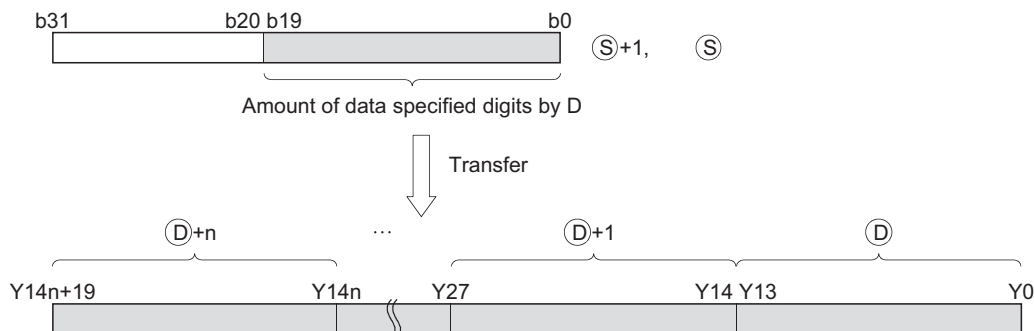 b31 b20 b19 b0
Ⓢ+1, Ⓢ
Amount of data specified digits by D
Transfer
Ⓓ+n ... Ⓓ+1 Ⓓ
Y14n+19 Y14n Y27 Y14 Y13 Y0